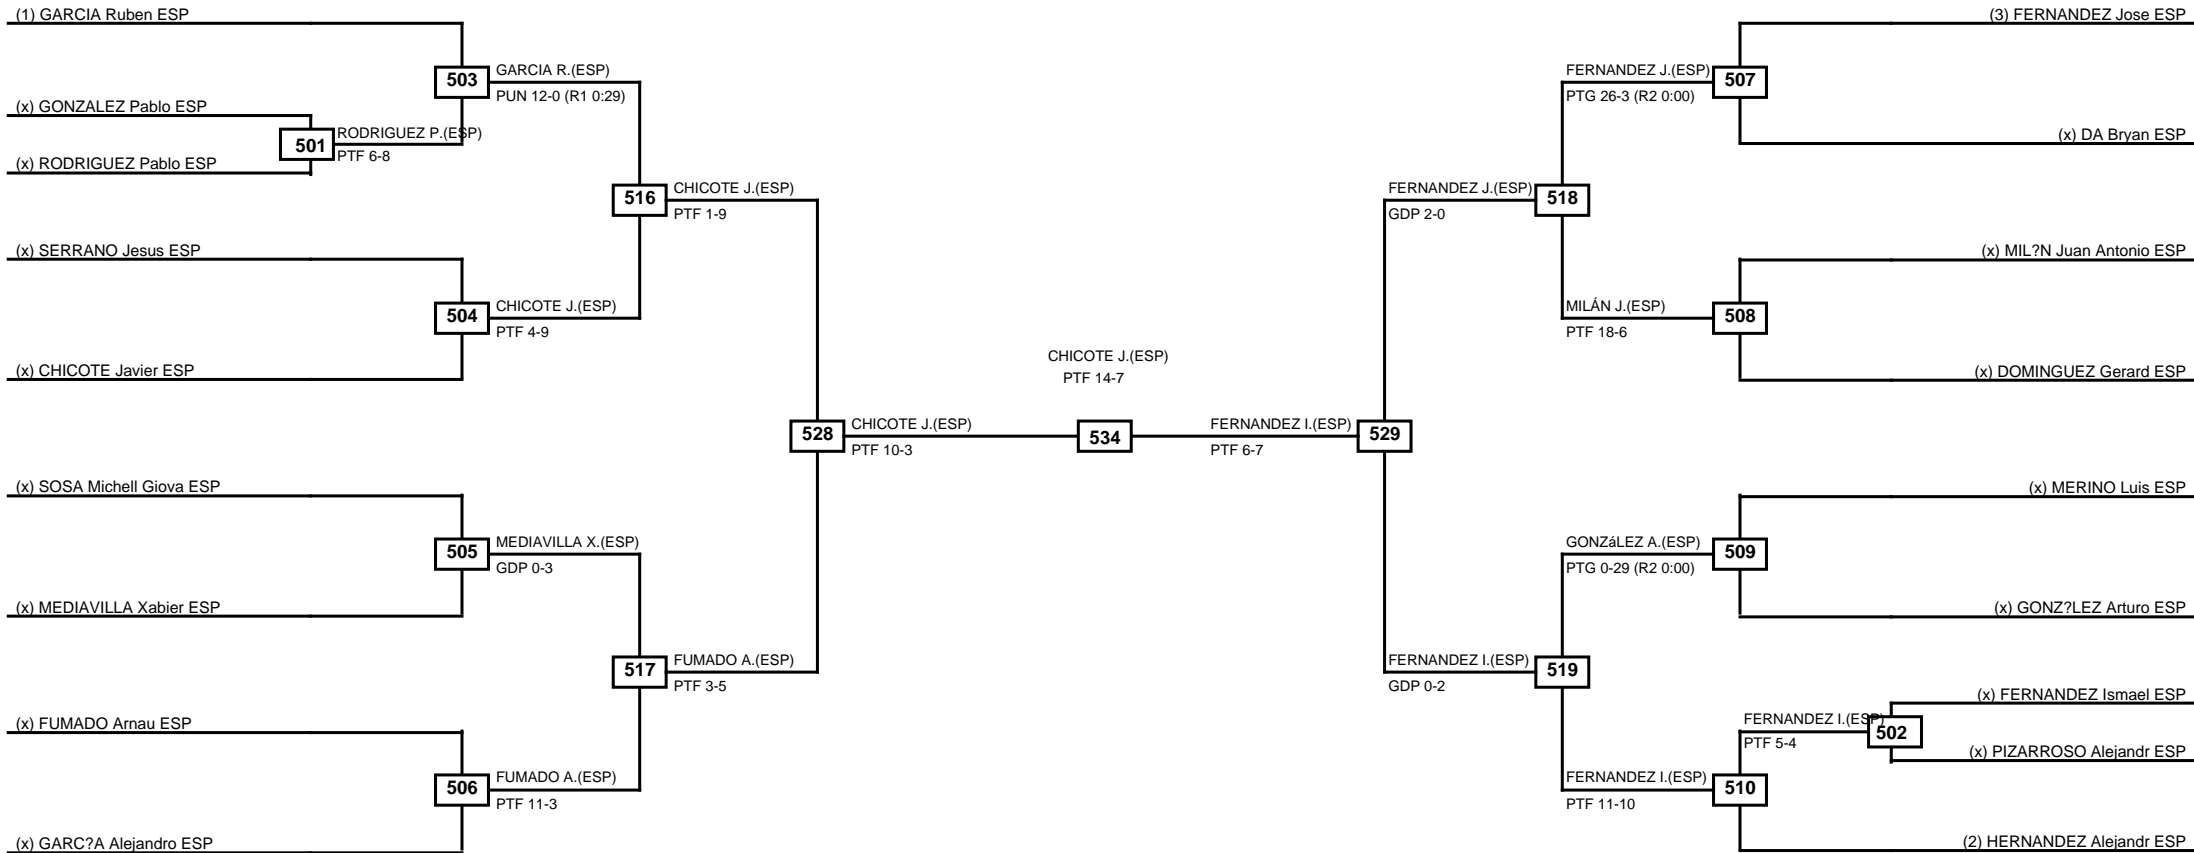 (1) GARCIA Ruben ESP
(x) GONZALEZ Pablo ESP
(x) RODRIGUEZ Pablo ESP
(x) SERRANO Jesus ESP
(x) CHICOTE Javier ESP
(x) SOSA Michell Giova ESP
(x) MEDIAVILLA Xabier ESP
(x) FUMADO Arnau ESP
(x) GARC?A Alejandro ESP
501
RODRIGUEZ P.(ESP)
PTF 6-8
503
GARCIA R.(ESP)
PUN 12-0 (R1 0:29)
504
CHICOTE J.(ESP)
PTF 4-9
505
MEDIAVILLA X.(ESP)
GDP 0-3
506
FUMADO A.(ESP)
PTF 11-3
516
CHICOTE J.(ESP)
PTF 1-9
517
FUMADO A.(ESP)
PTF 3-5
528
CHICOTE J.(ESP)
PTF 10-3
CHICOTE J.(ESP)
PTF 14-7
534
FERNANDEZ I.(ESP)
PTF 6-7
529
FERNANDEZ J.(ESP)
GDP 2-0
518
FERNANDEZ I.(ESP)
GDP 0-2
519
FERNANDEZ J.(ESP)
PTG 26-3 (R2 0:00)
507
MILÁN J.(ESP)
PTF 18-6
508
GONZáLEZ A.(ESP)
PTG 0-29 (R2 0:00)
509
FERNANDEZ I.(ESP)
PTF 11-10
510
FERNANDEZ I.(ESP)
PTF 5-4
502
(3) FERNANDEZ Jose ESP
(x) DA Bryan ESP
(x) MIL?N Juan Antonio ESP
(x) DOMINGUEZ Gerard ESP
(x) MERINO Luis ESP
(x) GONZ?LEZ Arturo ESP
(x) FERNANDEZ Ismael ESP
(x) PIZARROSO Alejandr ESP
(2) HERNANDEZ Alejandr ESP